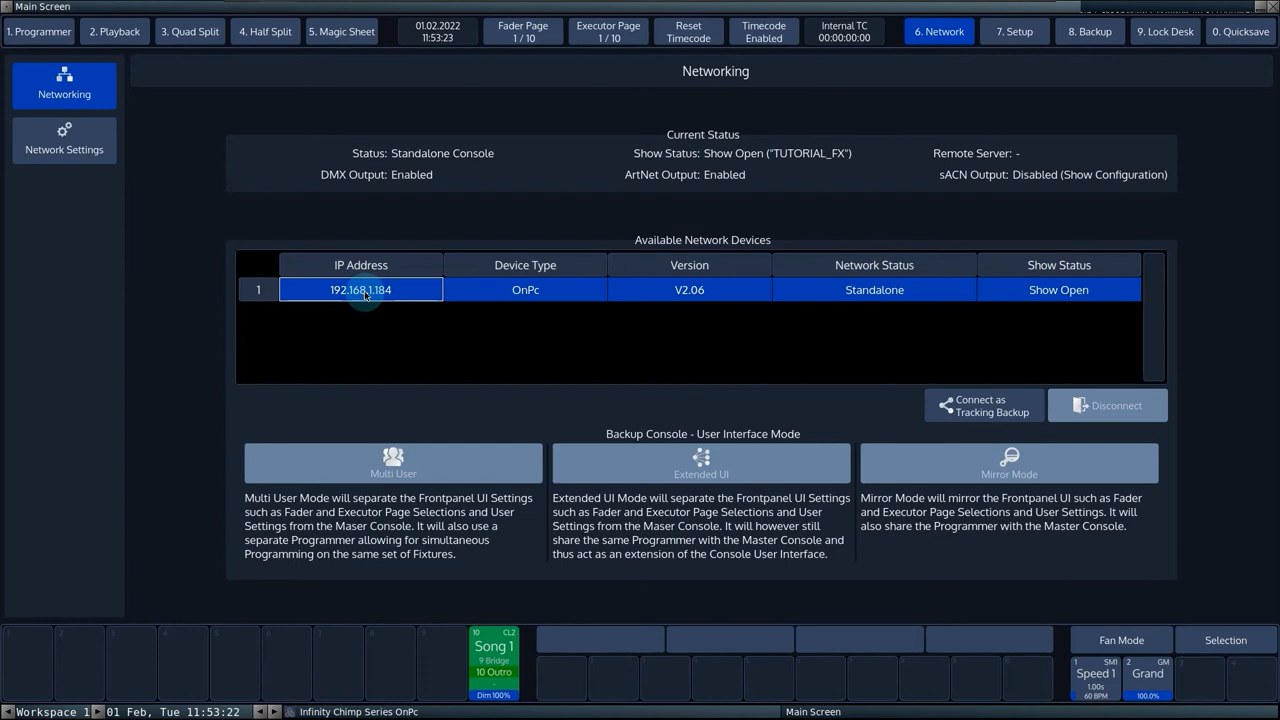 Main Screen
1. Programmer
2. Playback
3. Quad Split
4. Half Split
5. Magic Sheet
01.02.2022
11:53:23
Fader Page
1 / 10
Executor Page
1 / 10
Reset
Timecode
Timecode
Enabled
Internal TC
00:00:00:00
6. Network
7. Setup
8. Backup
9. Lock Desk
0. Quicksave
Networking
Networking
Network Settings
Current Status
Status: Standalone Console
Show Status: Show Open ("TUTORIAL_FX")
Remote Server: -
DMX Output: Enabled
ArtNet Output: Enabled
sACN Output: Disabled (Show Configuration)
Available Network Devices
IP Address
Device Type
Version
Network Status
Show Status
1
192.168.1.184
OnPc
V2.06
Standalone
Show Open
Connect as
Tracking Backup
Disconnect
Backup Console - User Interface Mode
Multi User
Extended UI
Mirror Mode
Multi User Mode will separate the Frontpanel UI Settings
such as Fader and Executor Page Selections and User
Settings from the Maser Console. It will also use a
separate Programmer allowing for simultaneous
Programming on the same set of Fixtures.
Extended UI Mode will separate the Frontpanel UI Settings
such as Fader and Executor Page Selections and User
Settings from the Maser Console. It will however still
share the same Programmer with the Master Console and
thus act as an extension of the Console User Interface.
Mirror Mode will mirror the Frontpanel UI such as Fader
and Executor Page Selections and User Settings. It will
also share the Programmer with the Master Console.
1
2
3
4
5
6
7
8
9
10 CL2
Song 1
9 Bridge
10 Outro
-
Dim 100%
Fan Mode
Selection
1 SM1
Speed 1
1.00s
60 BPM
2 GM
Grand
100.0%
3
4
Workspace 1
01 Feb, Tue 11:53:22
Infinity Chimp Series OnPc
Main Screen